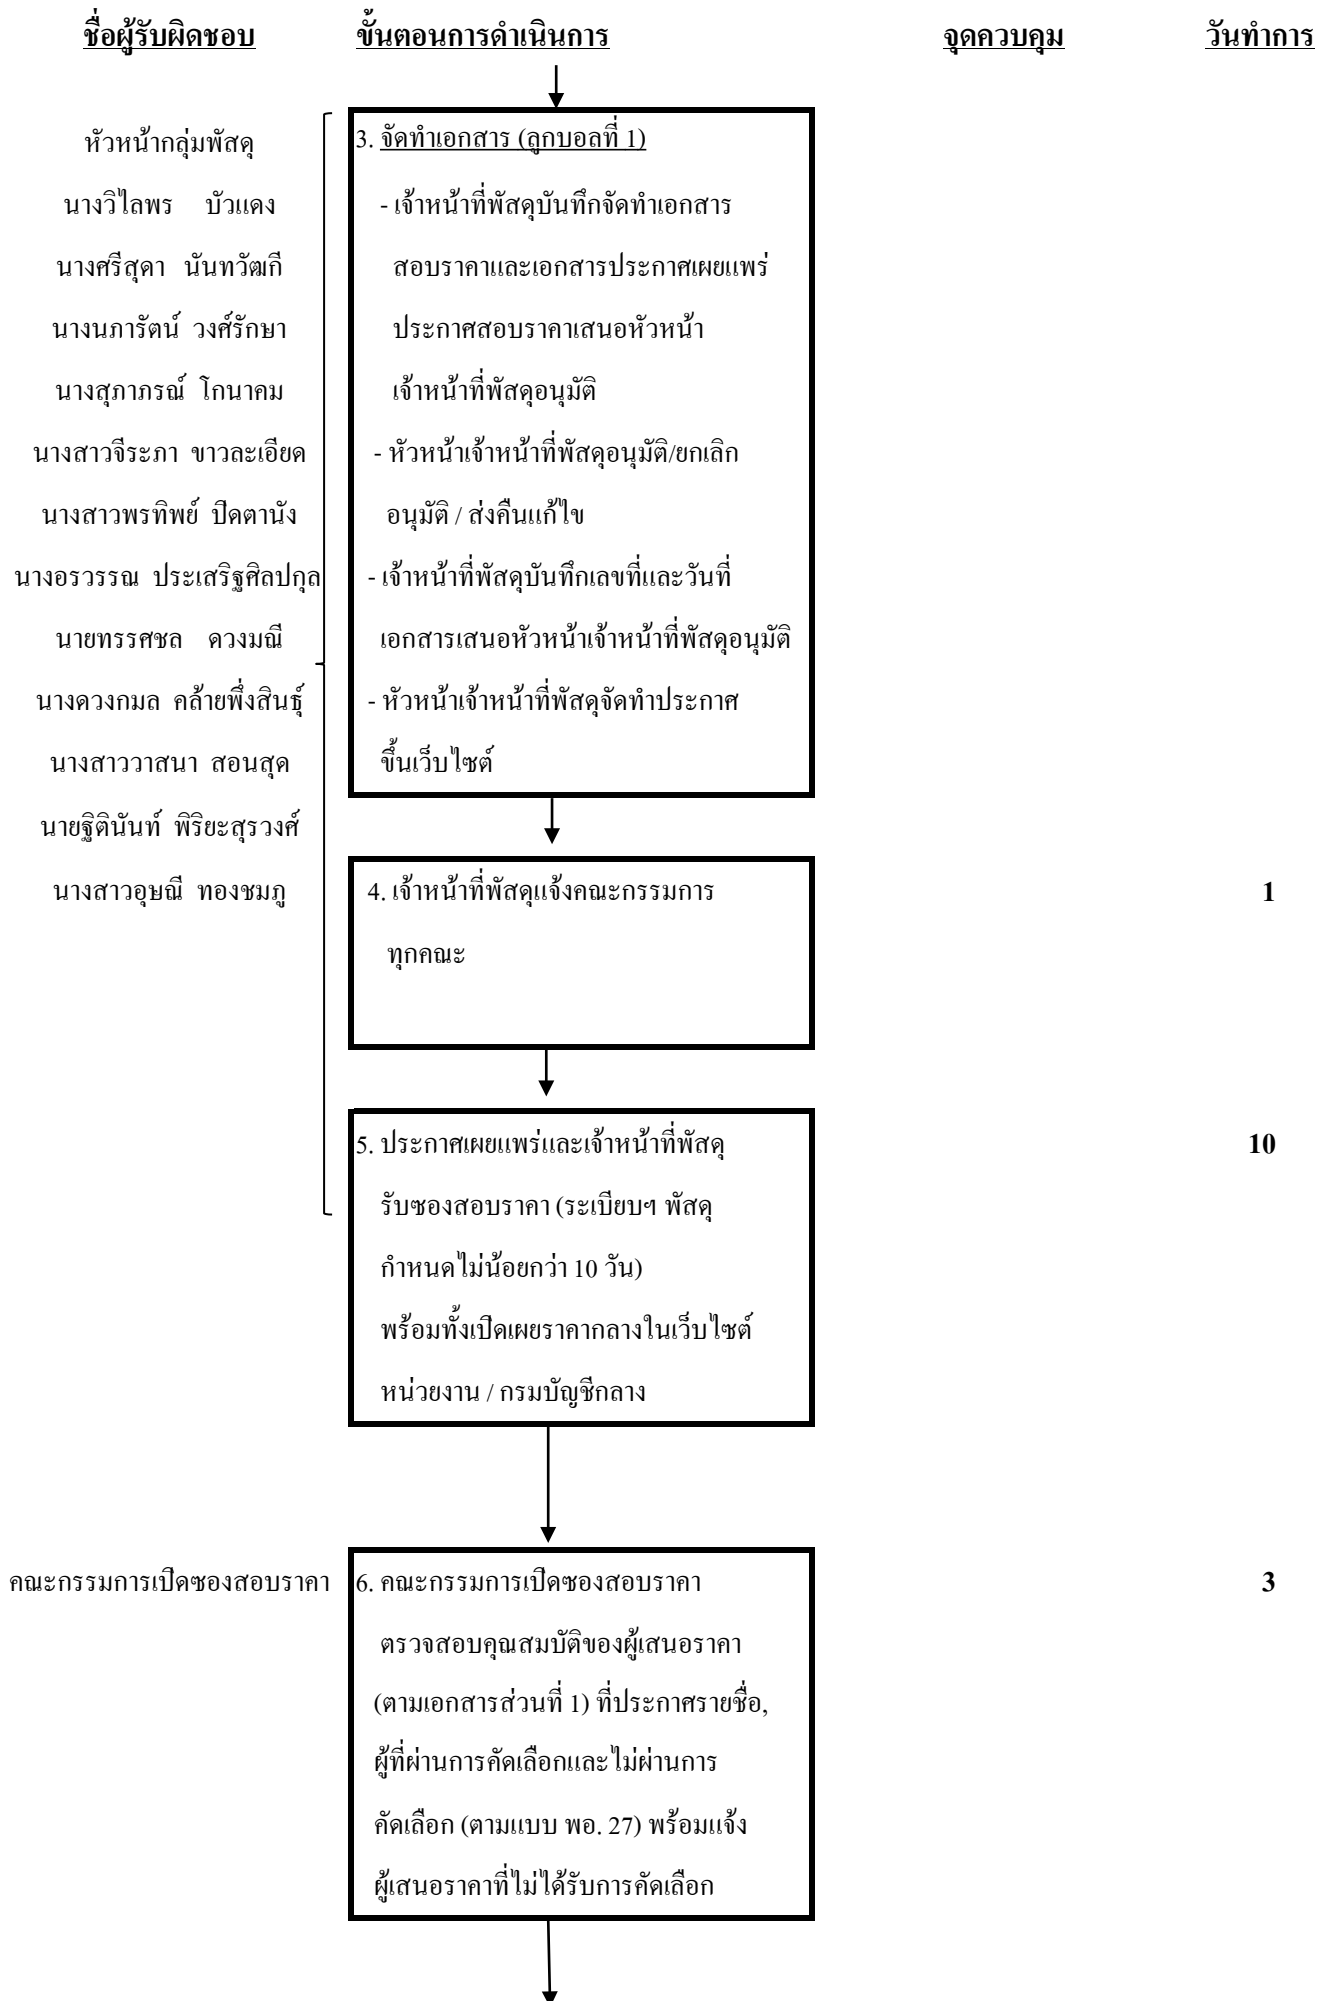 ชื่อผู้รับผิดชอบ ขั้นตอนการดำเนินการ จุดควบคุม วันทำการ
หัวหน้ากลุ่มพัสดุ
นางวิไลพร บัวแดง
นางศรีสุดา นันทวัฒกี
นางนภารัตน์ วงศ์รักษา
นางสุภาภรณ์ โกนาคม
นางสาวจีระภา ขาวละเอียด
นางสาวพรทิพย์ ปิดตานัง
นางอรวรรณ ประเสริฐศิลปกุล
นายทรรศชล ดวงมณี
นางดวงกมล คล้ายพึ่งสินธุ์
นางสาววาสนา สอนสุด
นายฐิตินันท์ พิริยะสุรวงศ์
นางสาวอุษณี ทองชมภู
3. จัดทำเอกสาร (ลูกบอลที่ 1)
- เจ้าหน้าที่พัสดุบันทึกจัดทำเอกสาร
สอบราคาและเอกสารประกาศเผยแพร่
ประกาศสอบราคาเสนอหัวหน้า
เจ้าหน้าที่พัสดุอนุมัติ
- หัวหน้าเจ้าหน้าที่พัสดุอนุมัติ/ยกเลิก
อนุมัติ / ส่งคืนแก้ไข
- เจ้าหน้าที่พัสดุบันทึกเลขที่และวันที่
เอกสารเสนอหัวหน้าเจ้าหน้าที่พัสดุอนุมัติ
- หัวหน้าเจ้าหน้าที่พัสดุจัดทำประกาศ
ขึ้นเว็บไซต์
4. เจ้าหน้าที่พัสดุแจ้งคณะกรรมการ
ทุกคณะ
1
5. ประกาศเผยแพร่และเจ้าหน้าที่พัสดุ
รับซองสอบราคา (ระเบียบฯ พัสดุ
กำหนดไม่น้อยกว่า 10 วัน)
พร้อมทั้งเปิดเผยราคากลางในเว็บไซต์
หน่วยงาน / กรมบัญชีกลาง
10
คณะกรรมการเปิดซองสอบราคา
6. คณะกรรมการเปิดซองสอบราคา
ตรวจสอบคุณสมบัติของผู้เสนอราคา
(ตามเอกสารส่วนที่ 1) ที่ประกาศรายชื่อ,
ผู้ที่ผ่านการคัดเลือกและไม่ผ่านการ
คัดเลือก (ตามแบบ พอ. 27) พร้อมแจ้ง
ผู้เสนอราคาที่ไม่ได้รับการคัดเลือก
3